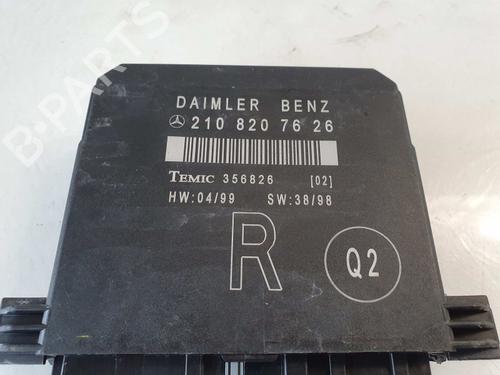 DAIMLER BENZ
210 820 76 26
TEMIC 356826 [02]
HW:04/99 SW:38/98
R
Q2
B-PARTS